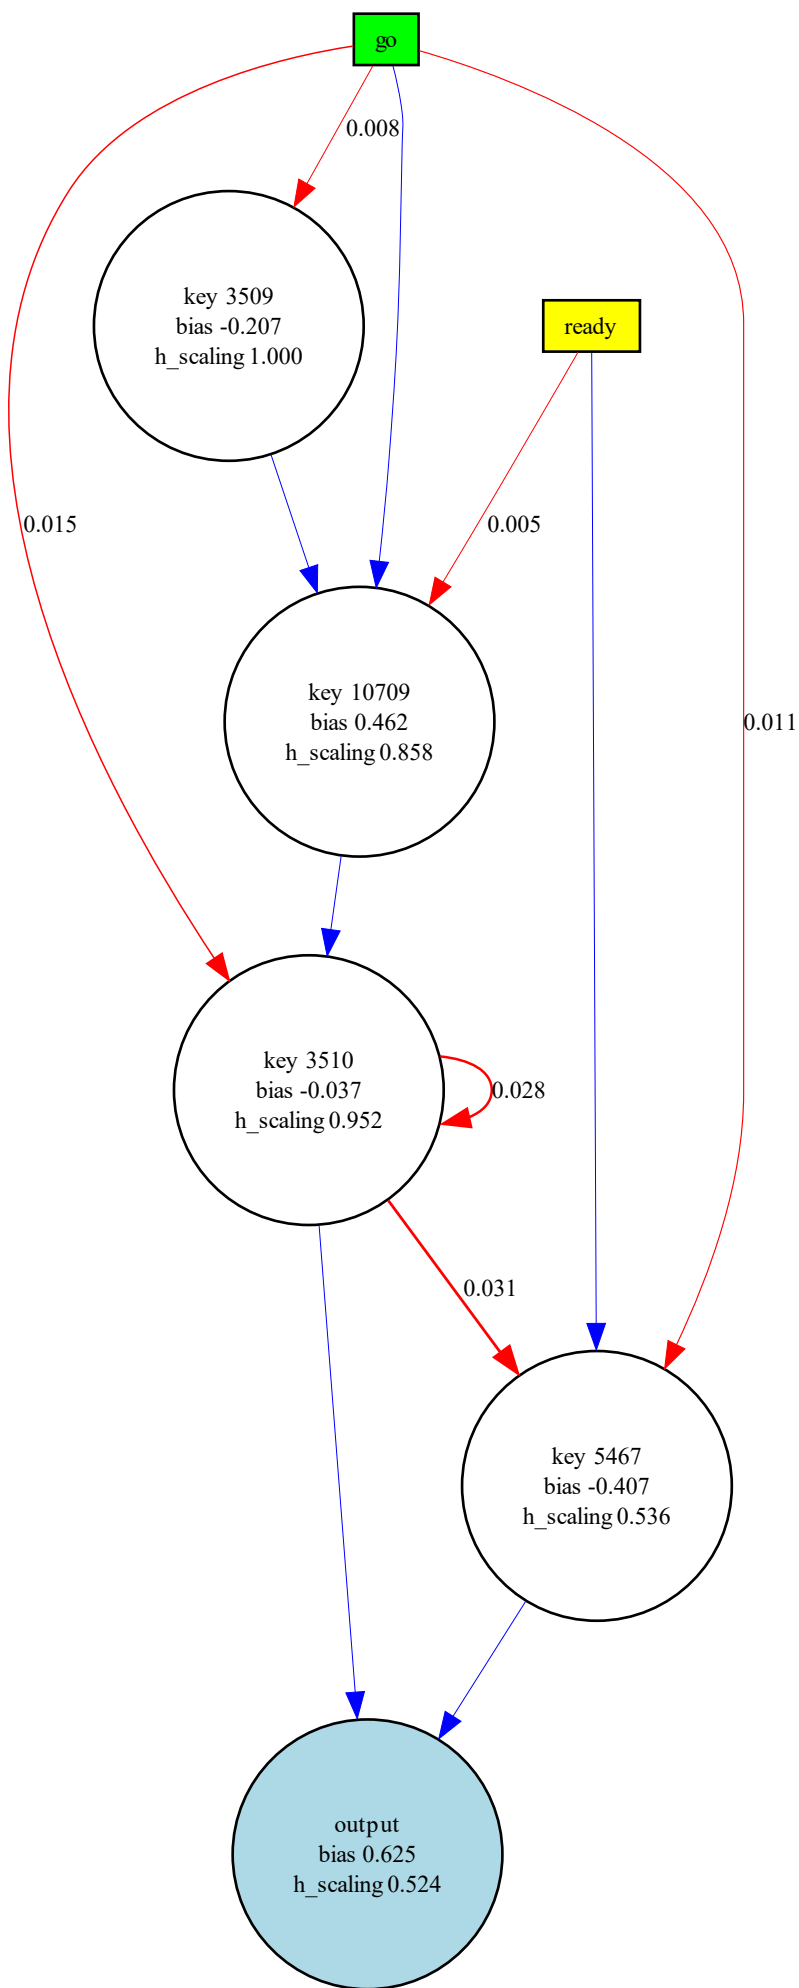 go
0.008
key 3509
bias -0.207
h_scaling 1.000
ready
0.015
0.005
key 10709
bias 0.462
h_scaling 0.858
0.011
key 3510
bias -0.037
h_scaling 0.952
0.028
0.031
key 5467
bias -0.407
h_scaling 0.536
output
bias 0.625
h_scaling 0.524